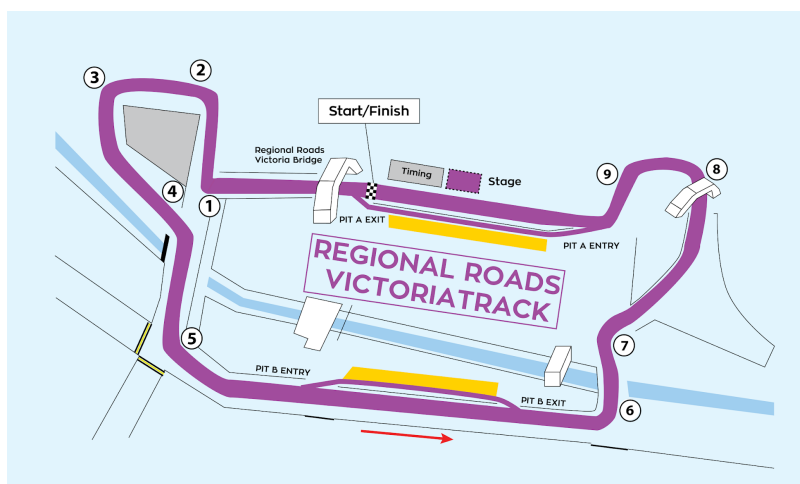 2
3
Start/Finish
Regional Roads
Victoria Bridge
Timing
Stage
9
8
4
1
PIT A EXIT
PIT A ENTRY
REGIONAL ROADS
VICTORIATRACK
5
7
PIT B ENTRY
PIT B EXIT
6